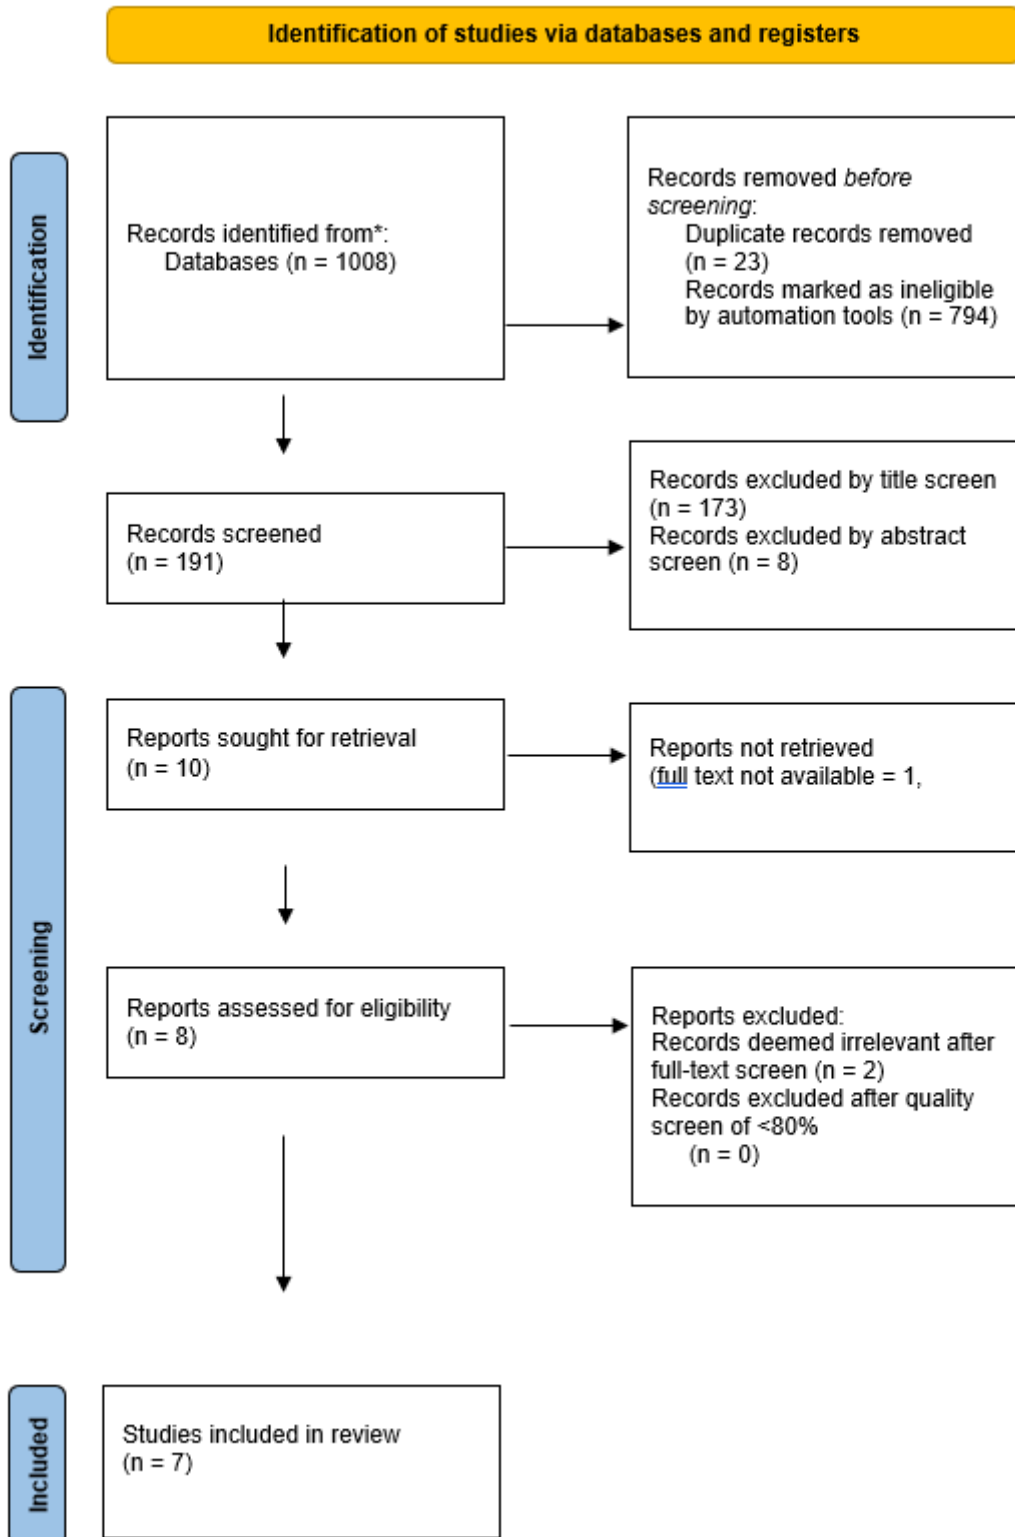 Identification of studies via databases and registers
Identification
Records identified from*:
Databases (n = 1008)
Records removed before
screening:
Duplicate records removed
(n = 23)
Records marked as ineligible
by automation tools (n = 794)
Records screened
(n = 191)
Records excluded by title screen
(n = 173)
Records excluded by abstract
screen (n = 8)
Screening
Reports sought for retrieval
(n = 10)
Reports not retrieved
(full text not available = 1,
Reports assessed for eligibility
(n = 8)
Reports excluded:
Records deemed irrelevant after
full-text screen (n = 2)
Records excluded after quality
screen of <80%
(n = 0)
Included
Studies included in review
(n = 7)